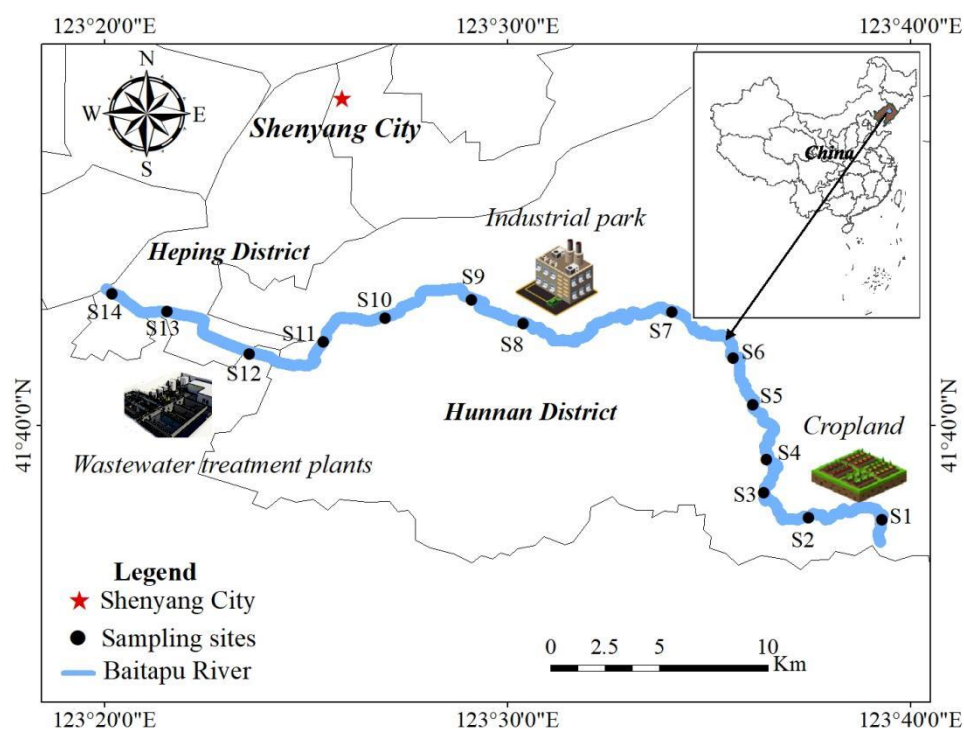 123°20'0"E
123°30'0"E
123°40'0"E
N
W
E
S
Shenyang City
China
Industrial park
Heping District
S9
S10
S14
S13
S11
S8
S7
S12
S6
Hunnan District
S5
41°40'0"N
41°40'0"N
Cropland
Wastewater treatment plants
S4
S3
S1
S2
Legend
Shenyang City
Sampling sites
Baitapu River
0 2.5 5 10
Km
123°20'0"E
123°30'0"E
123°40'0"E